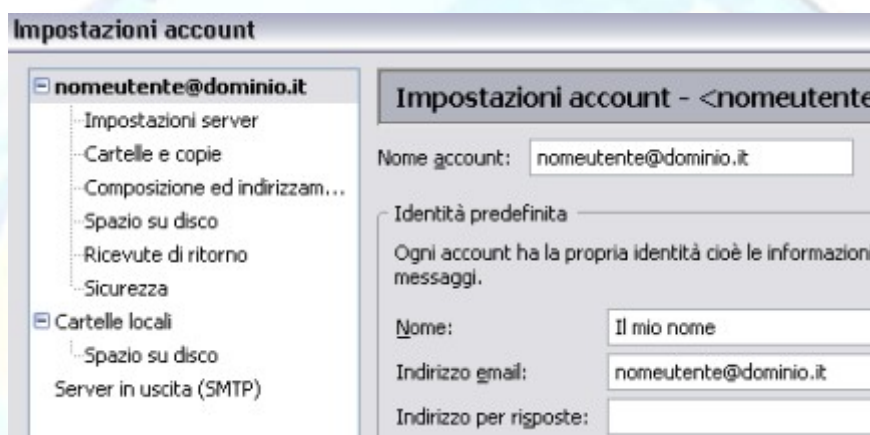 Impostazioni account
nomeutente@dominio.it
Impostazioni server
Cartelle e copie
Composizione ed indirizzam...
Spazio su disco
Ricevute di ritorno
Sicurezza
Cartelle locali
Spazio su disco
Server in uscita (SMTP)
Impostazioni account - <nomeutente
Nome account: nomeutente@dominio.it
Identità predefinita
Ogni account ha la propria identità cioè le informazioni
messaggi.
Nome: Il mio nome
Indirizzo email: nomeutente@dominio.it
Indirizzo per risposte: